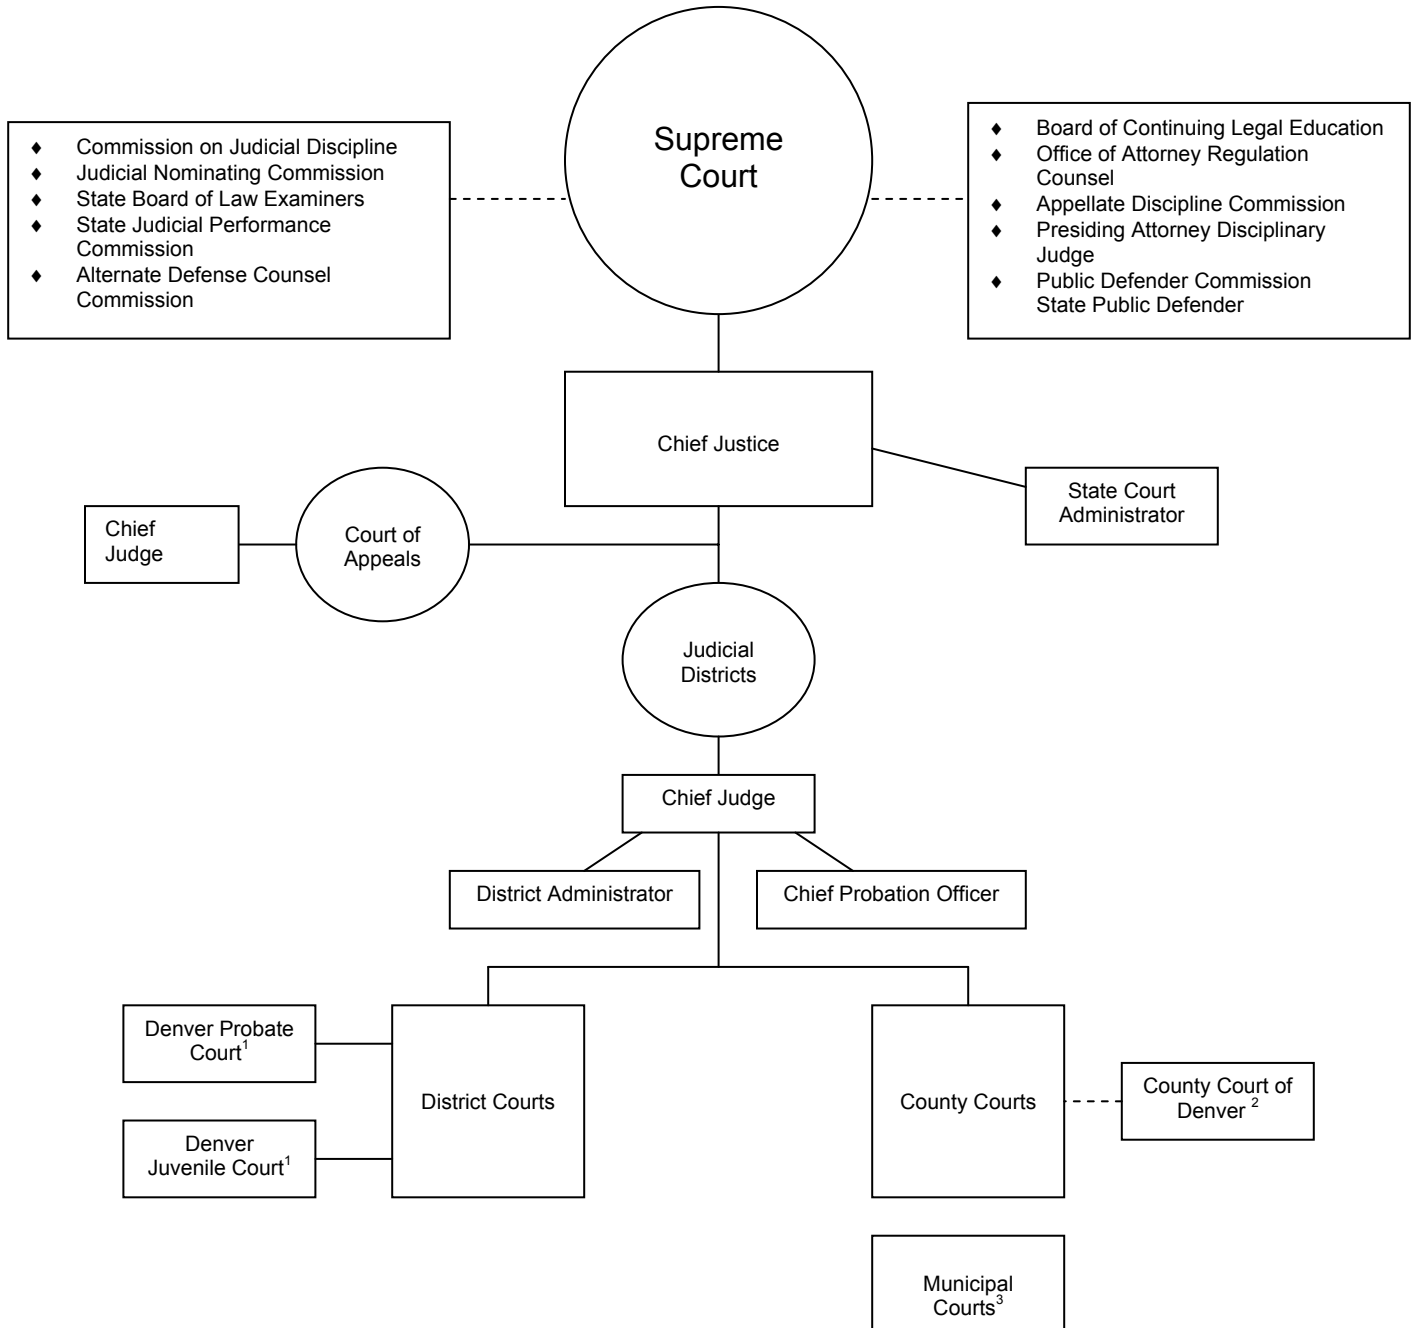 Supreme
Court
♦ Commission on Judicial Discipline
♦ Judicial Nominating Commission
♦ State Board of Law Examiners
♦ State Judicial Performance
Commission
♦ Alternate Defense Counsel
Commission
♦ Board of Continuing Legal Education
♦ Office of Attorney Regulation
Counsel
♦ Appellate Discipline Commission
♦ Presiding Attorney Disciplinary
Judge
♦ Public Defender Commission
State Public Defender
Chief Justice
State Court
Administrator
Chief
Judge
Court of
Appeals
Judicial
Districts
Chief Judge
District Administrator
Chief Probation Officer
Denver Probate
Court¹
Denver
Juvenile Court¹
District Courts
County Courts
County Court of
Denver ²
Municipal
Courts³